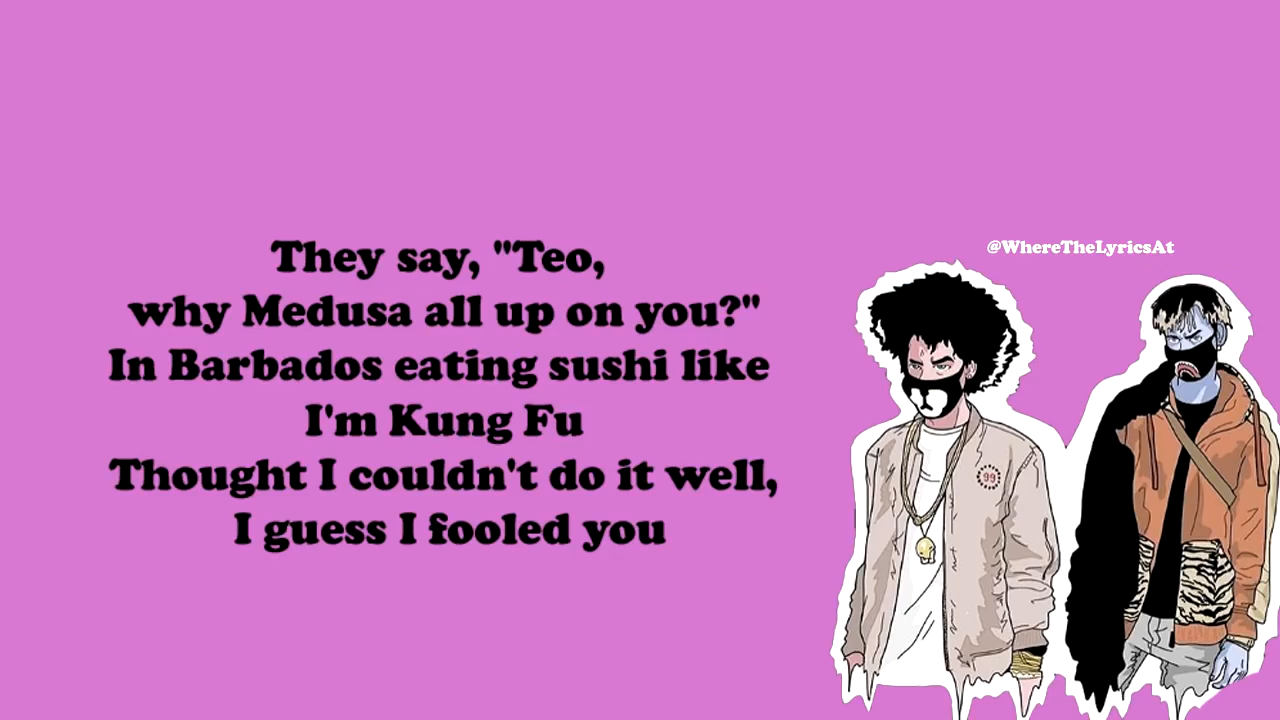 They say, "Teo,
why Medusa all up on you?"
In Barbados eating sushi like
I'm Kung Fu
Thought I couldn't do it well,
I guess I fooled you
@WhereTheLyricsAt
99